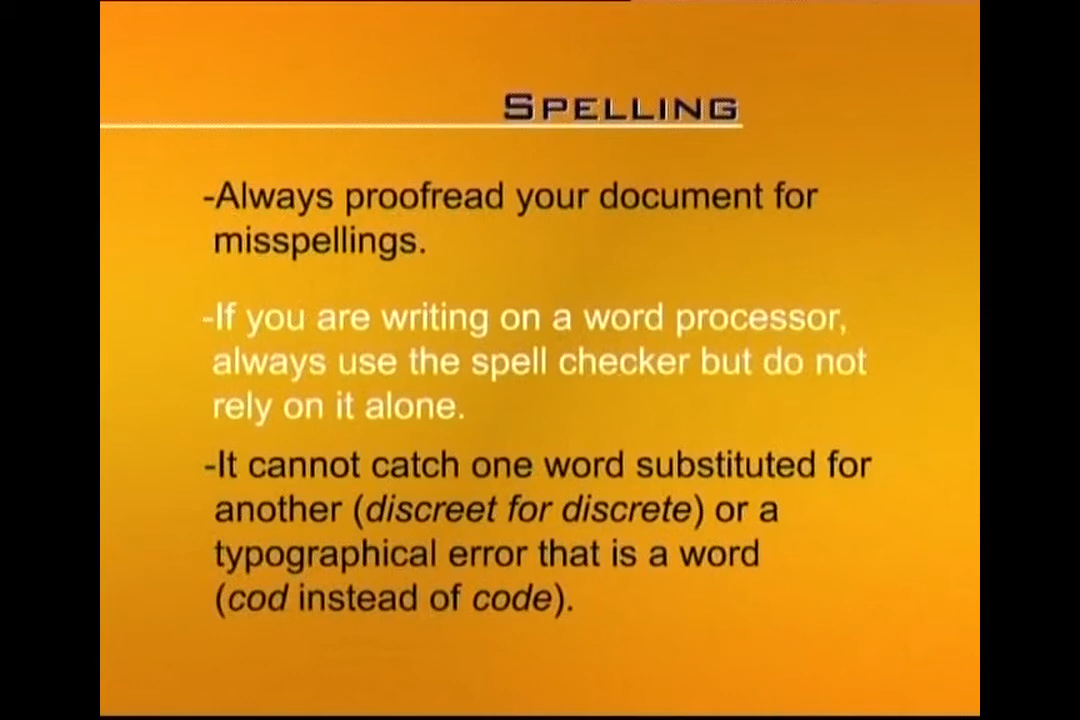 SPELLING
-Always proofread your document for
misspellings.
-If you are writing on a word processor,
always use the spell checker but do not
rely on it alone.
-It cannot catch one word substituted for
another (discreet for discrete) or a
typographical error that is a word
(cod instead of code).